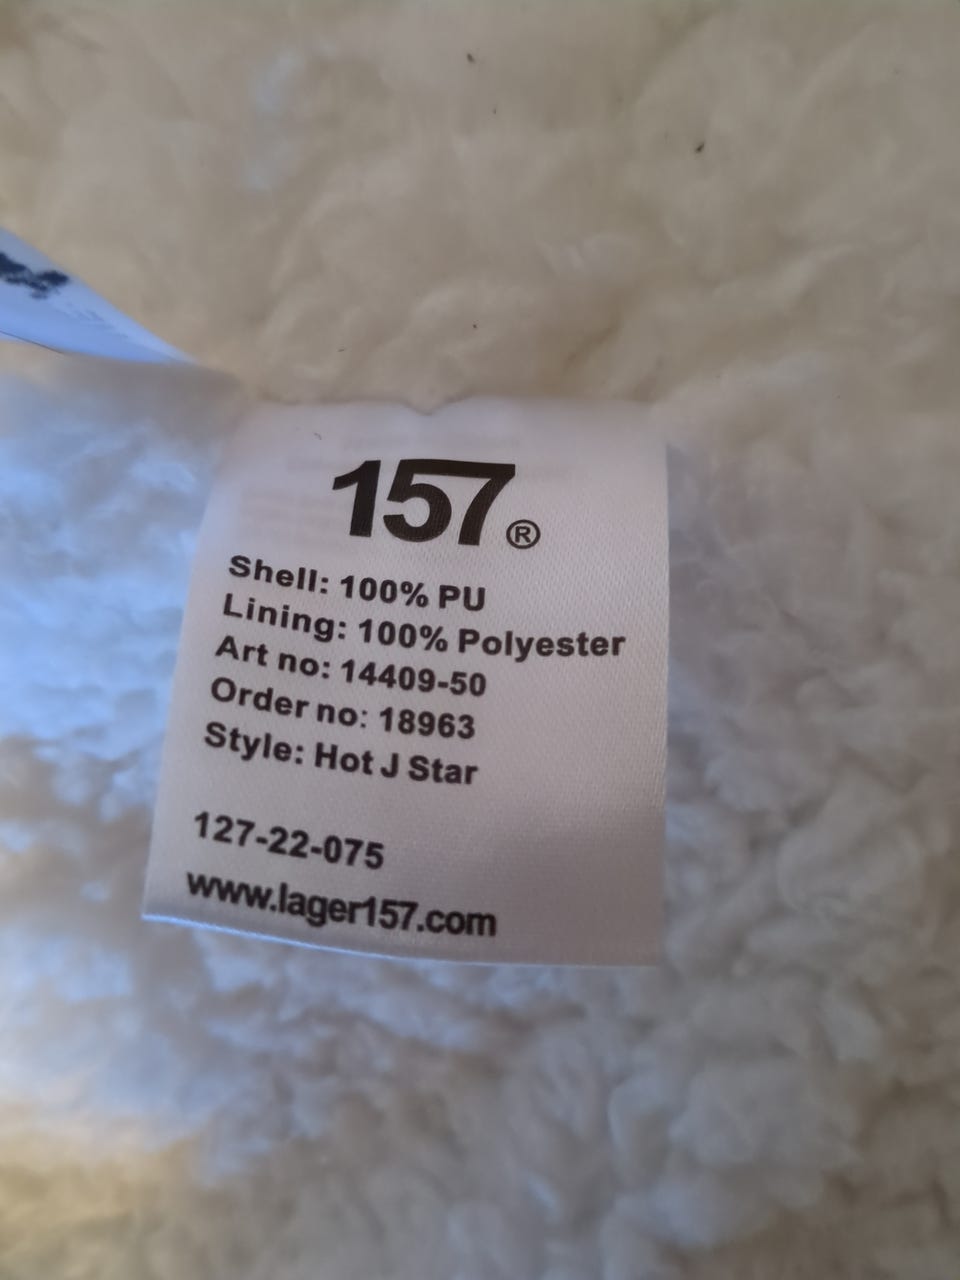 157®
Shell: 100% PU
Lining: 100% Polyester
Art no: 14409-50
Order no: 18963
Style: Hot J Star
127-22-075
www.lager157.com